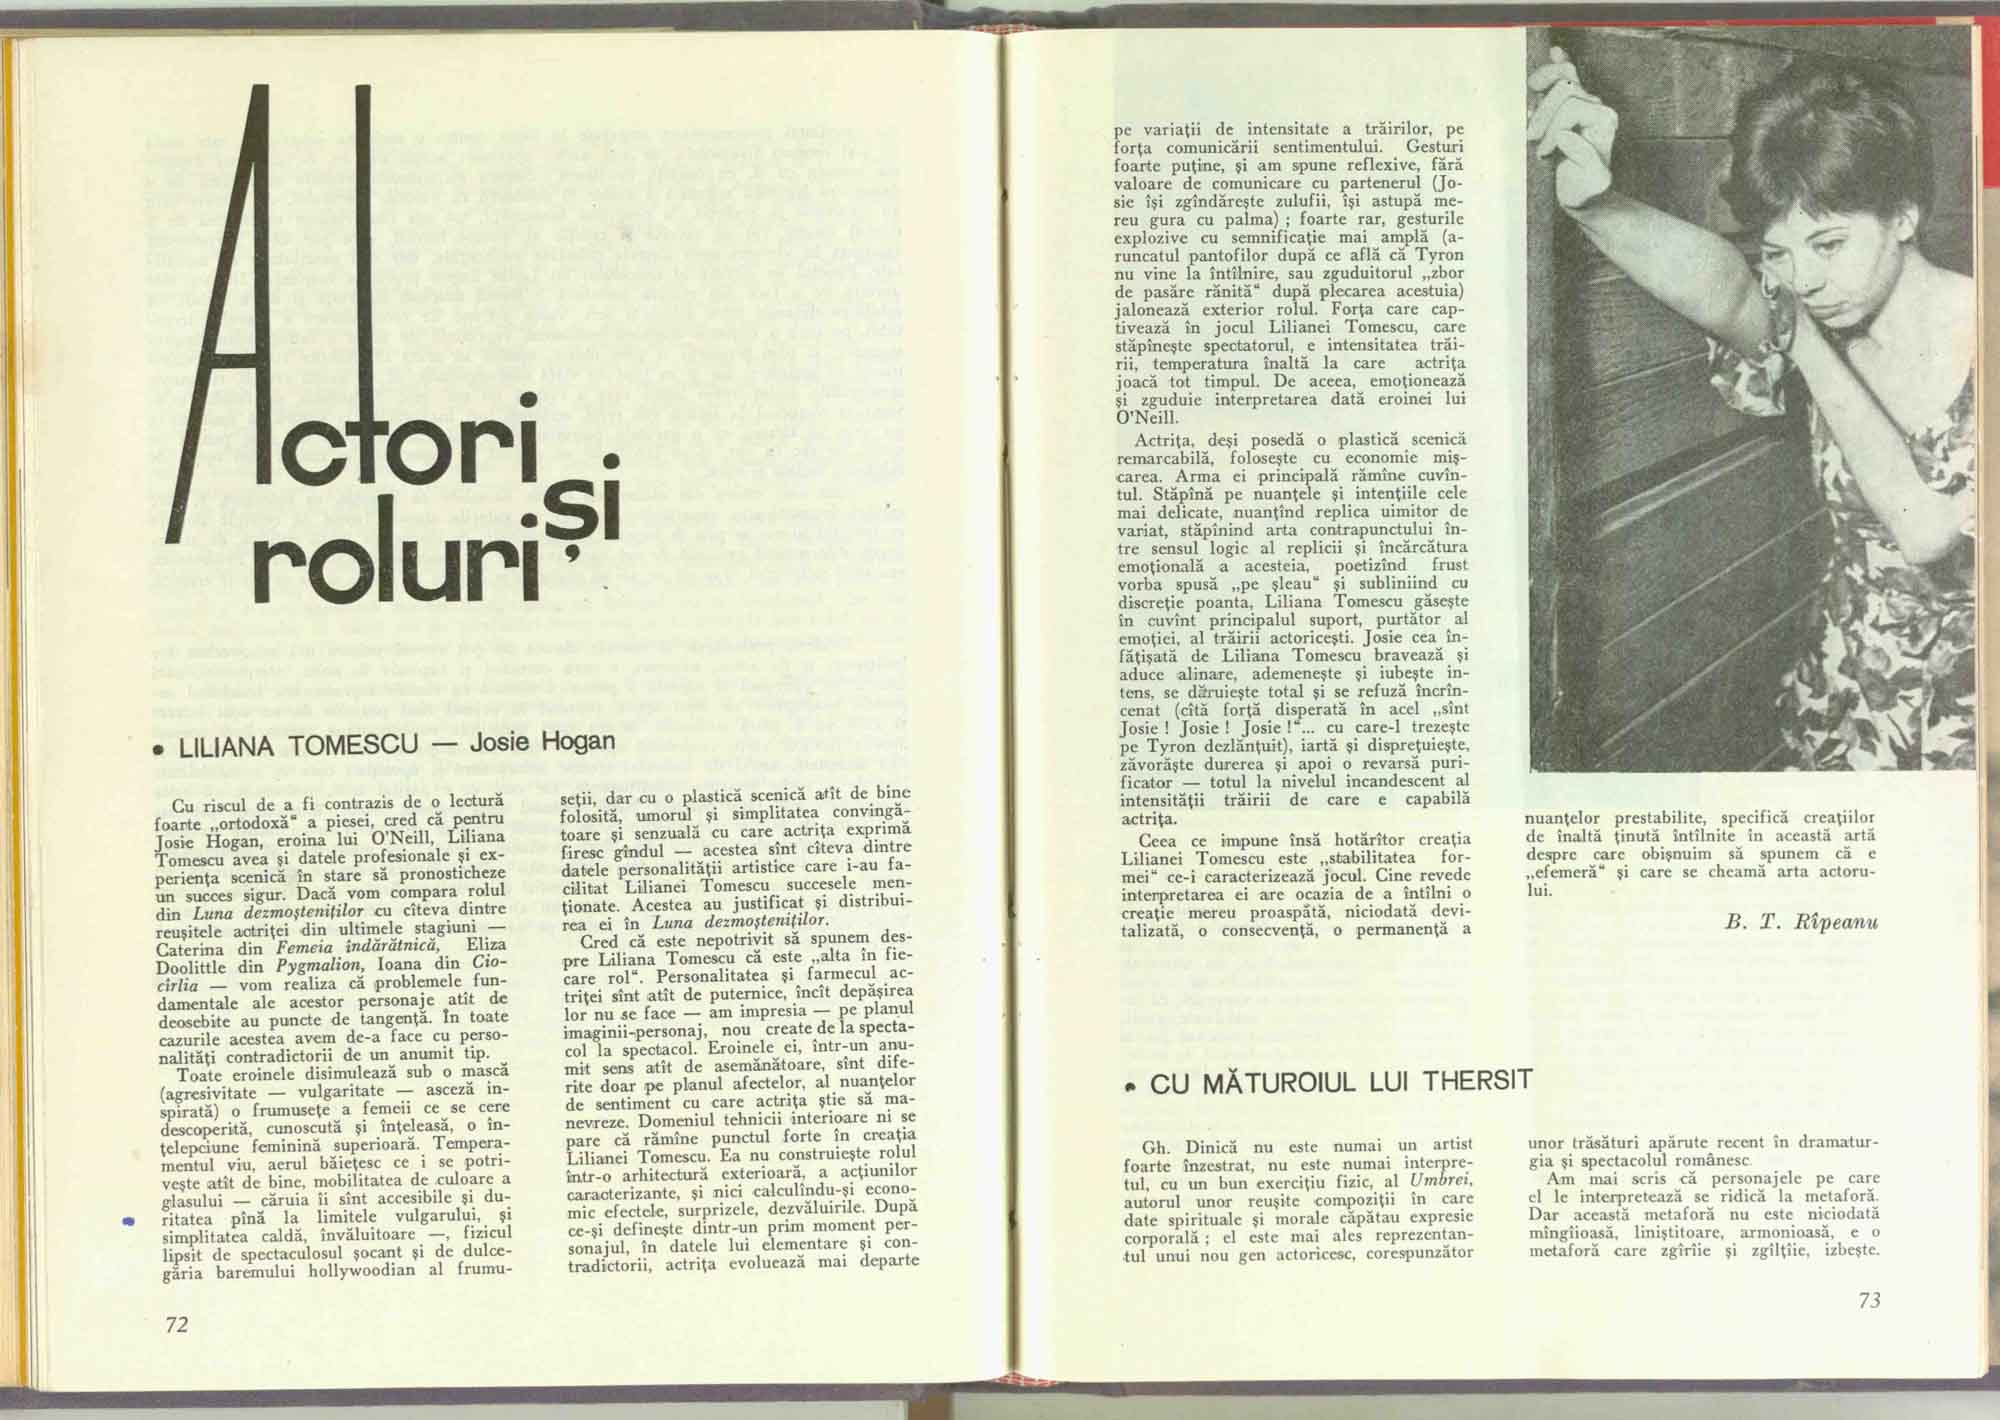 Actori
și
roluri
• LILIANA TOMESCU — Josie Hogan
Cu riscul de a fi contrazis de o lectură
foarte „ortodoxă“ a piesei, cred că pentru
Josie Hogan, eroina lui O'Neill, Liliana
Tomescu avea și datele profesionale și ex-
periența scenică în stare să pronosticheze
un succes sigur. Dacă vom compara rolul
din Luna dezmoșteniților cu cîteva dintre
reușitele actriței din ultimele stagiuni —
Caterina din Femeia îndărătnică, Eliza
Doolittle din Pygmalion, Ioana din Cio-
cîrlia — vom realiza că problemele fun-
damentale ale acestor personaje atît de
deosebite au puncte de tangență. În toate
cazurile acestea avem de-a face cu perso-
nalități contradictorii de un anumit tip.
Toate eroinele disimulează sub o mască
(agresivitate — vulgaritate — asceză in-
spirată) o frumusețe a femeii ce se cere
descoperită, cunoscută și înțeleasă, o în-
țelepciune feminină superioară. Tempera-
mentul viu, aerul băiețesc ce i se potri-
vește atît de bine, mobilitatea de culoare a
glasului — căruia îi sînt accesibile și du-
ritatea pînă la limitele vulgarului, și
simplitatea caldă, învăluitoare —, fizicul
lipsit de spectaculosul șocant și de dulce-
găria baremului hollywoodian al frumu-
seții, dar cu o plastică scenică atît de bine
folosită, umorul și simplitatea convingă-
toare și senzuală cu care actrița exprimă
firesc gîndul — acestea sînt cîteva dintre
datele personalității artistice care i-au fa-
cilitat Lilianei Tomescu succesele men-
ționate. Acestea au justificat și distribui-
rea ei în Luna dezmoșteniților.
Cred că este nepotrivit să spunem des-
pre Liliana Tomescu că este „alta în fie-
care rol“. Personalitatea și farmecul ac-
triței sînt atît de puternice, încît depășirea
lor nu se face — am impresia — pe planul
imaginii-personaj, nou create de la specta-
col la spectacol. Eroinele ei, într-un anu-
mit sens atît de asemănătoare, sînt dife-
rite doar pe planul afectelor, al nuanțelor
de sentiment cu care actrița știe să ma-
nevreze. Domeniul tehnicii interioare ni se
pare că rămîne punctul forte în creația
Lilianei Tomescu. Ea nu construiește rolul
într-o arhitectură exterioară, a acțiunilor
caracterizante, și nici calculîndu-și econo-
mic efectele, surprizele, dezvăluirile. După
ce-și definește dintr-un prim moment per-
sonajul, în datele lui elementare și con-
tradictorii, actrița evoluează mai departe
72
pe variații de intensitate a trăirilor, pe
forța comunicării sentimentului. Gesturi
foarte puține, și am spune reflexive, fără
valoare de comunicare cu partenerul (Jo-
sie își zgîndărește zulufii, își astupă me-
reu gura cu palma) ; foarte rar, gesturile
explozive cu semnificație mai amplă (a-
runcatul pantofilor după ce află că Tyron
nu vine la întîlnire, sau zguduitorul „zbor
de pasăre rănită“ după plecarea acestuia)
jalonează exterior rolul. Forța care cap-
tivează în jocul Lilianei Tomescu, care
stăpînește spectatorul, e intensitatea trăi-
rii, temperatura înaltă la care actrița
joacă tot timpul. De aceea, emoționează
și zguduie interpretarea dată eroinei lui
O'Neill.
Actrița, deși posedă o plastică scenică
remarcabilă, folosește cu economie miș-
carea. Arma ei principală rămîne cuvîn-
tul. Stăpînă pe nuanțele și intențiile cele
mai delicate, nuanțînd replica uimitor de
variat, stăpînind arta contrapunctului în-
tre sensul logic al replicii și încărcătura
emoțională a acesteia, poetizînd frust
vorba spusă „pe șleau“ și subliniind cu
discreție poanta, Liliana Tomescu găsește
în cuvînt principalul suport, purtător al
emoției, al trăirii actoricești. Josie cea în-
fățișată de Liliana Tomescu bravează și
aduce alinare, ademenește și iubește in-
tens, se dăruiește total și se refuză încrîn-
cenat (cîtă forță disperată în acel „sînt
Josie ! Josie ! Josie !“... cu care-l trezește
pe Tyron dezlănțuit), iartă și disprețuiește,
zăvorăște durerea și apoi o revarsă puri-
ficator — totul la nivelul incandescent al
intensității trăirii de care e capabilă
actrița.
Ceea ce impune însă hotărîtor creația
Lilianei Tomescu este „stabilitatea for-
mei“ ce-i caracterizează jocul. Cine revede
interpretarea ei are ocazia de a întîlni o
creație mereu proaspătă, niciodată devi-
talizată, o consecvență, o permanență a
nuanțelor prestabilite, specifică creațiilor
de înaltă ținută întîlnite în această artă
despre care obișnuim să spunem că e
„efemeră“ și care se cheamă arta actoru-
lui.
B. T. Rîpeanu
• CU MĂTUROIUL LUI THERSIT
Gh. Dinică nu este numai un artist
foarte înzestrat, nu este numai interpre-
tul, cu un bun exercițiu fizic, al Umbrei,
autorul unor reușite compoziții în care
date spirituale și morale căpătau expresie
corporală ; el este mai ales reprezentan-
tul unui nou gen actoricesc, corespunzător
unor trăsături apărute recent în dramatur-
gia și spectacolul românesc.
Am mai scris că personajele pe care
el le interpretează se ridică la metaforă.
Dar această metaforă nu este niciodată
mîngîioasă, liniștitoare, armonioasă, e o
metaforă care zgîrîie și zgîlțîie, izbește.
73